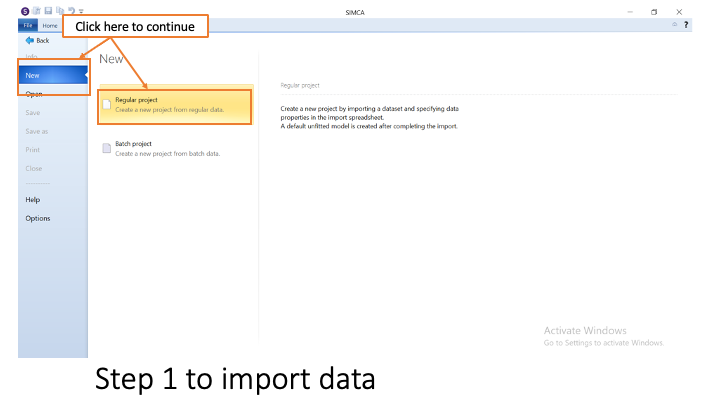 SIMCA
File Home
Click here to continue
Back
Info
New
New
Open
Save
Save as
Print
Close
Help
Options
Regular project
Create a new project from regular data.
Batch project
Create a new project from batch data.
Regular project
Create a new project by importing a dataset and specifying data
properties in the import spreadsheet.
A default unfitted model is created after completing the import.
Activate Windows
Go to Settings to activate Windows.
Step 1 to import data